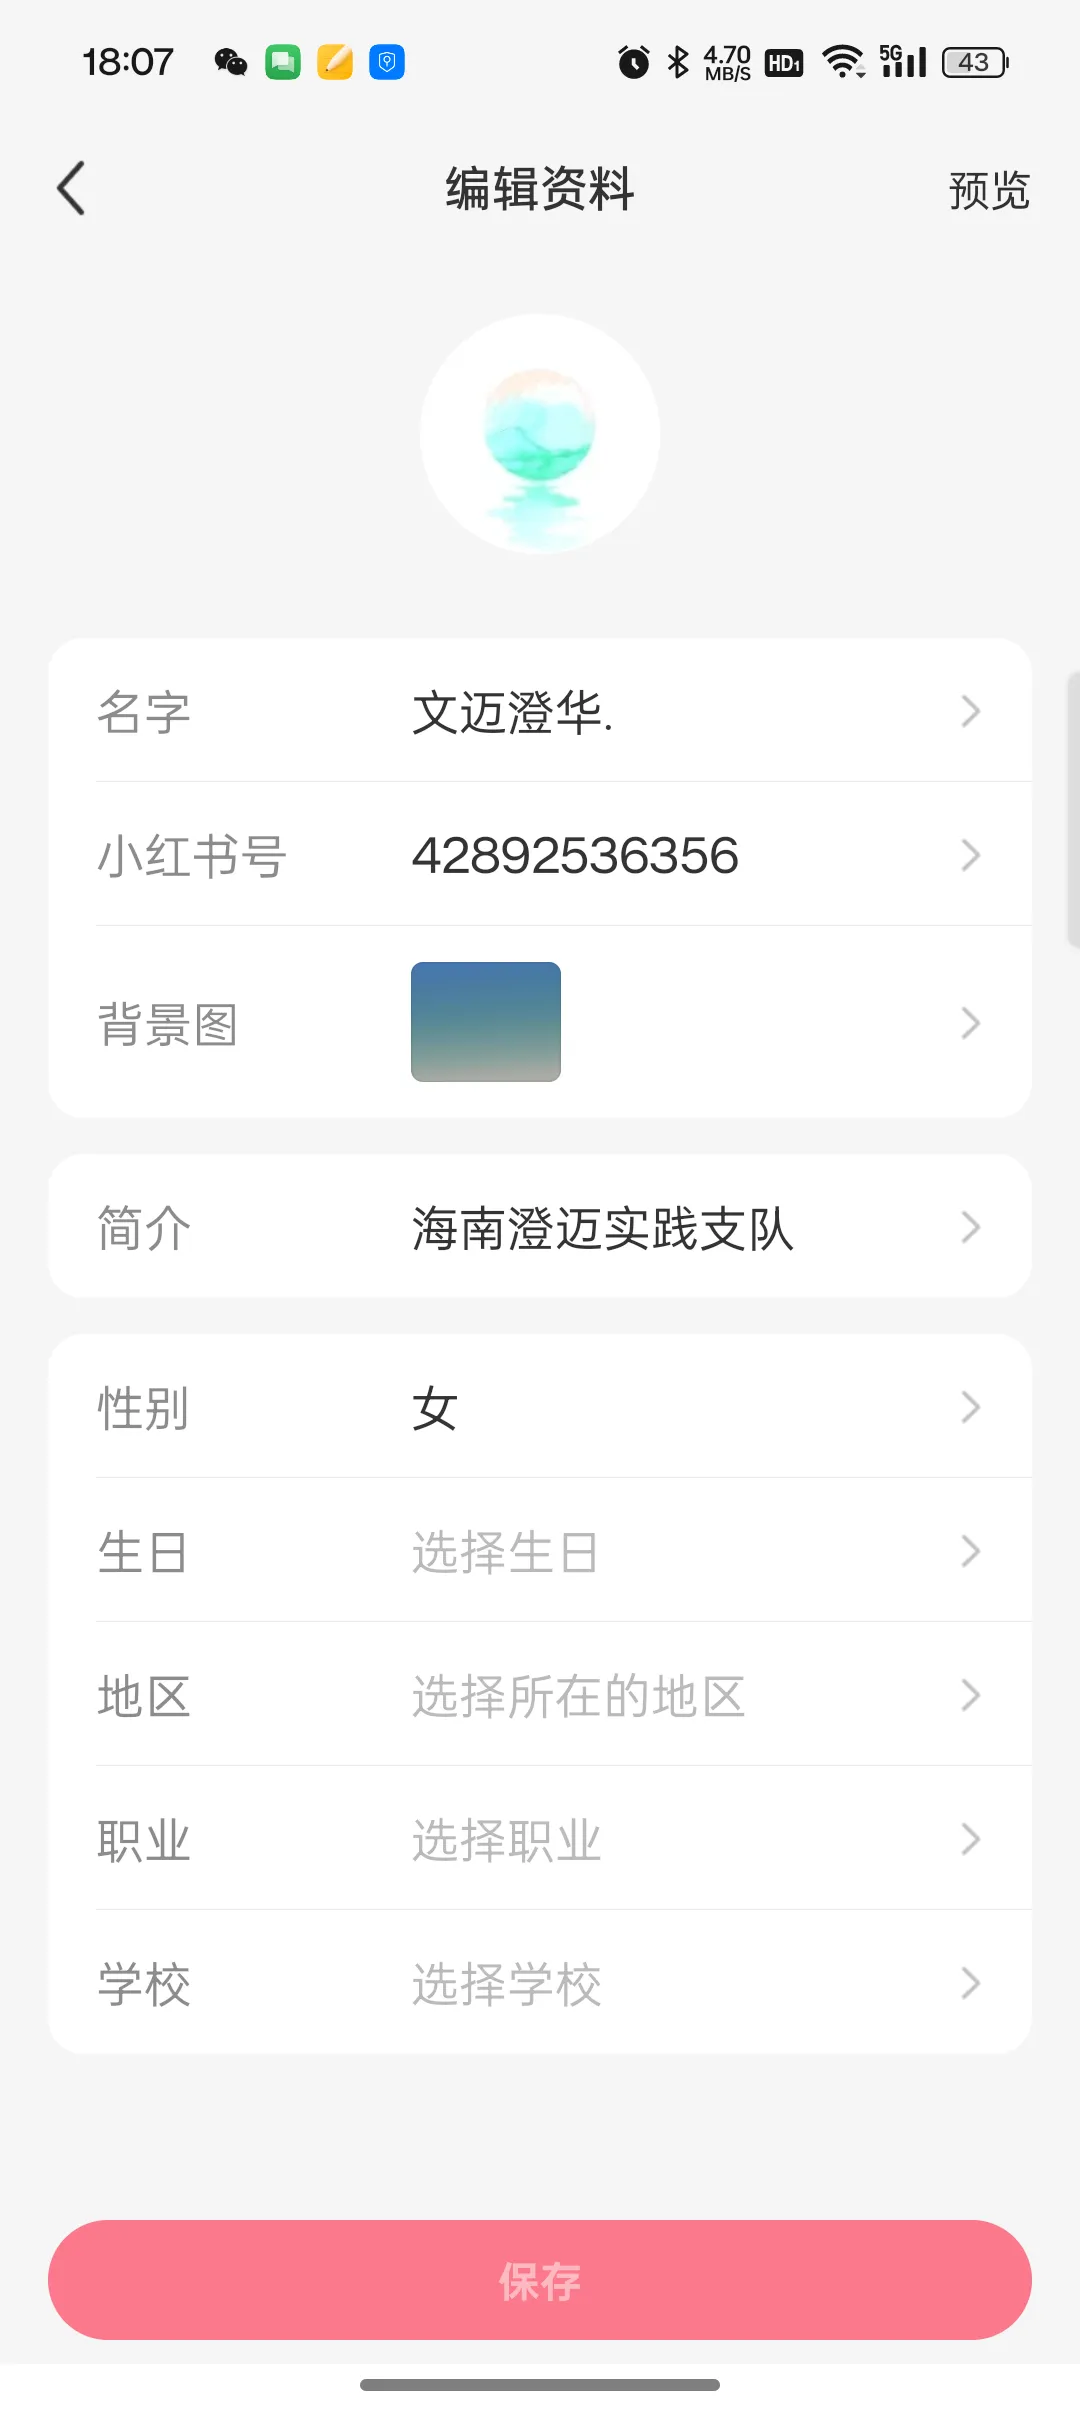 18:07
4.70 MB/S HD1 5G 43
编辑资料
预览
名字 文迈澄华.
小红书号 42892536356
背景图
简介 海南澄迈实践支队
性别 女
生日 选择生日
地区 选择所在的地区
职业 选择职业
学校 选择学校
保存